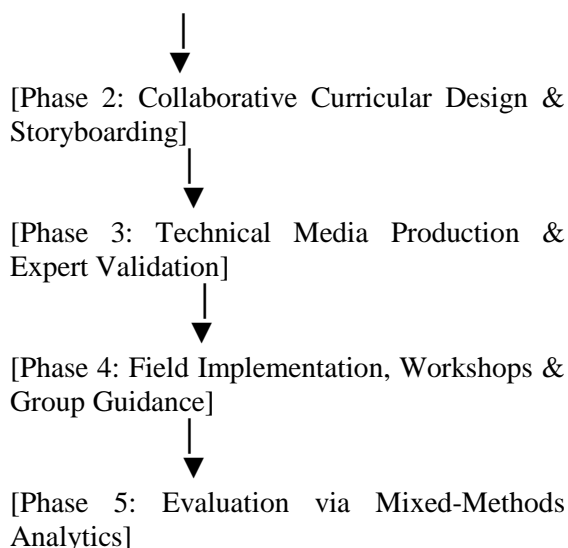 [Phase 2: Collaborative Curricular Design &
Storyboarding]
[Phase 3: Technical Media Production &
Expert Validation]
[Phase 4: Field Implementation, Workshops &
Group Guidance]
[Phase 5: Evaluation via Mixed-Methods
Analytics]